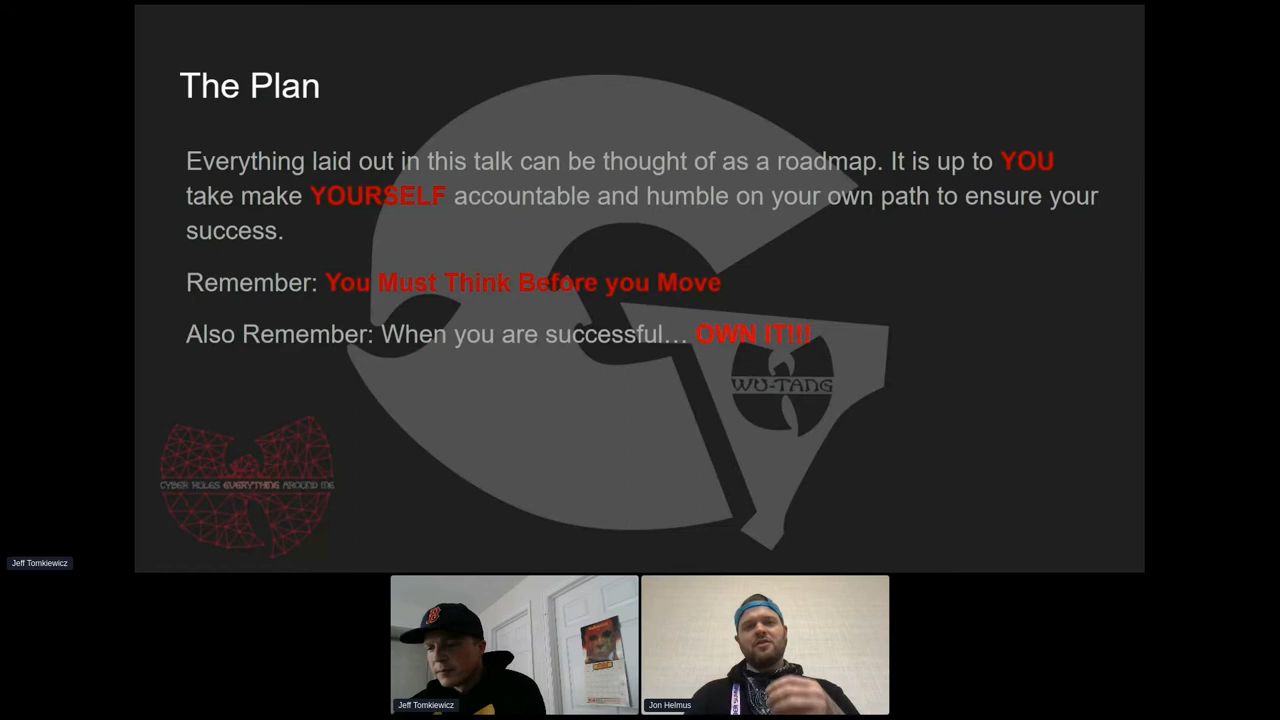 The Plan
Everything laid out in this talk can be thought of as a roadmap. It is up to YOU
take make YOURSELF accountable and humble on your own path to ensure your
success.
Remember: You Must Think Before you Move
Also Remember: When you are successful… OWN IT!!!
WU-TANG
CYBER RULES EVERYTHING AROUND ME
Jeff Tomkiewicz
B
Jeff Tomkiewicz
Jon Helmus